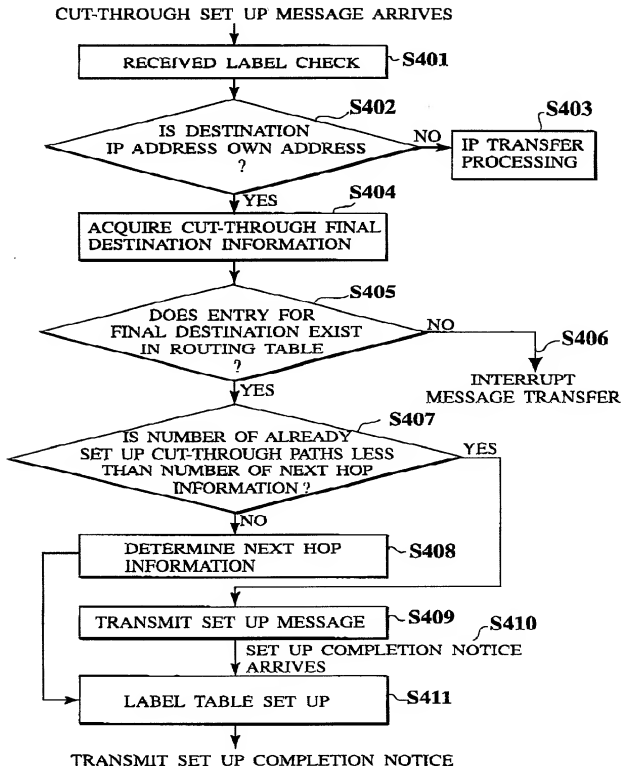 CUT-THROUGH SET UP MESSAGE ARRIVES
RECEIVED LABEL CHECK
S401
S402
IS DESTINATION
IP ADDRESS OWN ADDRESS
?
NO
S403
IP TRANSFER
PROCESSING
YES
S404
ACQUIRE CUT-THROUGH FINAL
DESTINATION INFORMATION
S405
DOES ENTRY FOR
FINAL DESTINATION EXIST
IN ROUTING TABLE
?
NO
S406
INTERRUPT
MESSAGE TRANSFER
YES
S407
IS NUMBER OF ALREADY
SET UP CUT-THROUGH PATHS LESS
THAN NUMBER OF NEXT HOP
INFORMATION ?
YES
NO
DETERMINE NEXT HOP
INFORMATION
S408
TRANSMIT SET UP MESSAGE
S409
S410
SET UP COMPLETION NOTICE
ARRIVES
LABEL TABLE SET UP
S411
TRANSMIT SET UP COMPLETION NOTICE